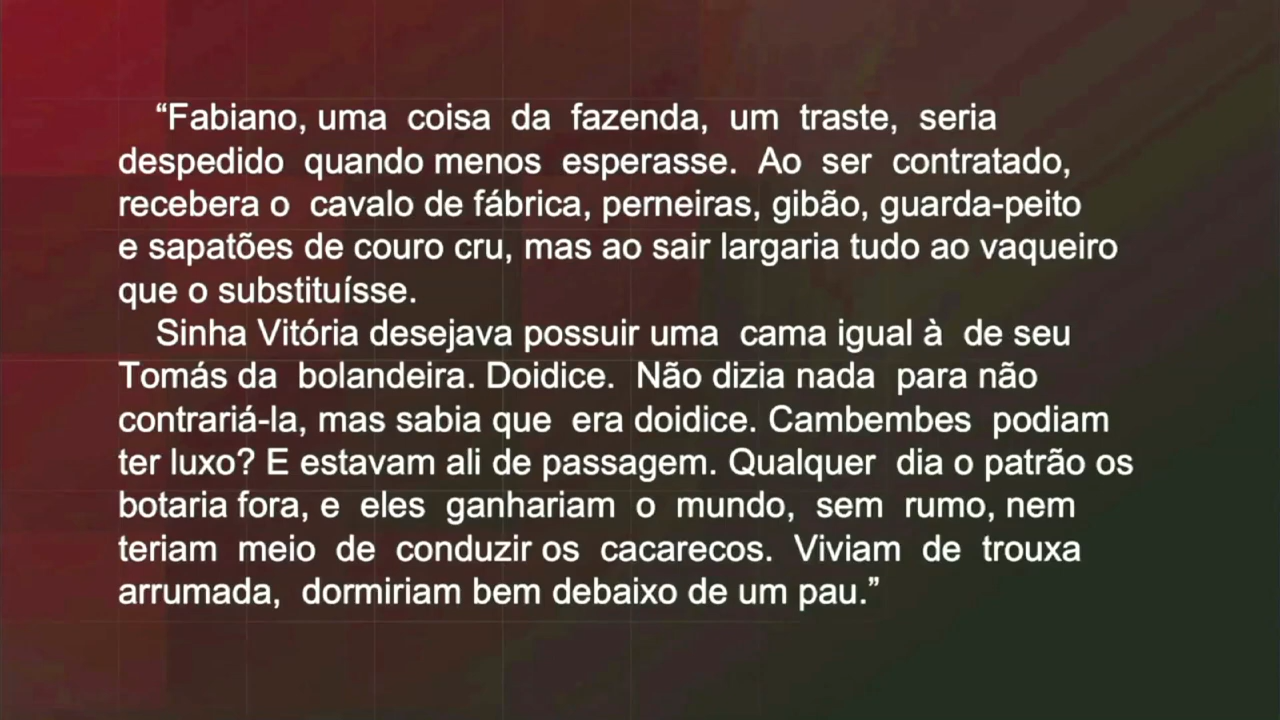 “Fabiano, uma coisa da fazenda, um traste, seria
despedido quando menos esperasse. Ao ser contratado,
recebera o cavalo de fábrica, perneiras, gibão, guarda-peito
e sapatões de couro cru, mas ao sair largaria tudo ao vaqueiro
que o substituísse.
Sinha Vitória desejava possuir uma cama igual à de seu
Tomás da bolandeira. Doidice. Não dizia nada para não
contrariá-la, mas sabia que era doidice. Cambembes podiam
ter luxo? E estavam ali de passagem. Qualquer dia o patrão os
botaria fora, e eles ganhariam o mundo, sem rumo, nem
teriam meio de conduzir os cacarecos. Viviam de trouxa
arrumada, dormiriam bem debaixo de um pau.”